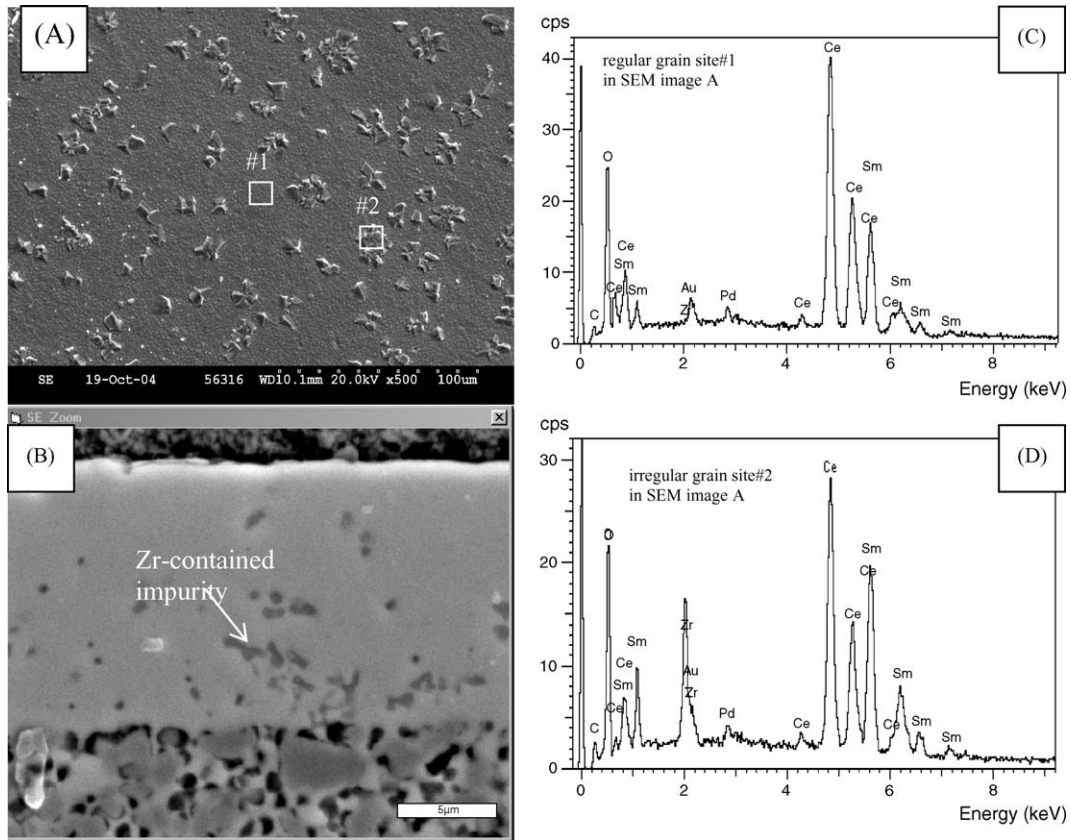 (A)
#1
#2
SE 19-Oct-04 56316 WD10.1mm 20.0kV x500 100um
SE Zoom
(B)
Zr-contained
impurity
5μm
cps
(C)
regular grain site#1
in SEM image A
40
30
20
10
0
C
O
Ce
Ce
Sm
Sm
Au
Z
Pd
Ce
Ce
Ce
Sm
Ce
Ce
Sm
Sm
Sm
0 2 4 6 8
Energy (keV)
cps
(D)
irregular grain site#2
in SEM image A
30
20
10
0
C
O
Ce
Ce
Sm
Sm
Zr
Au
Zr
Pd
Ce
Ce
Ce
Sm
Ce
Ce
Sm
Sm
Sm
0 2 4 6 8
Energy (keV)